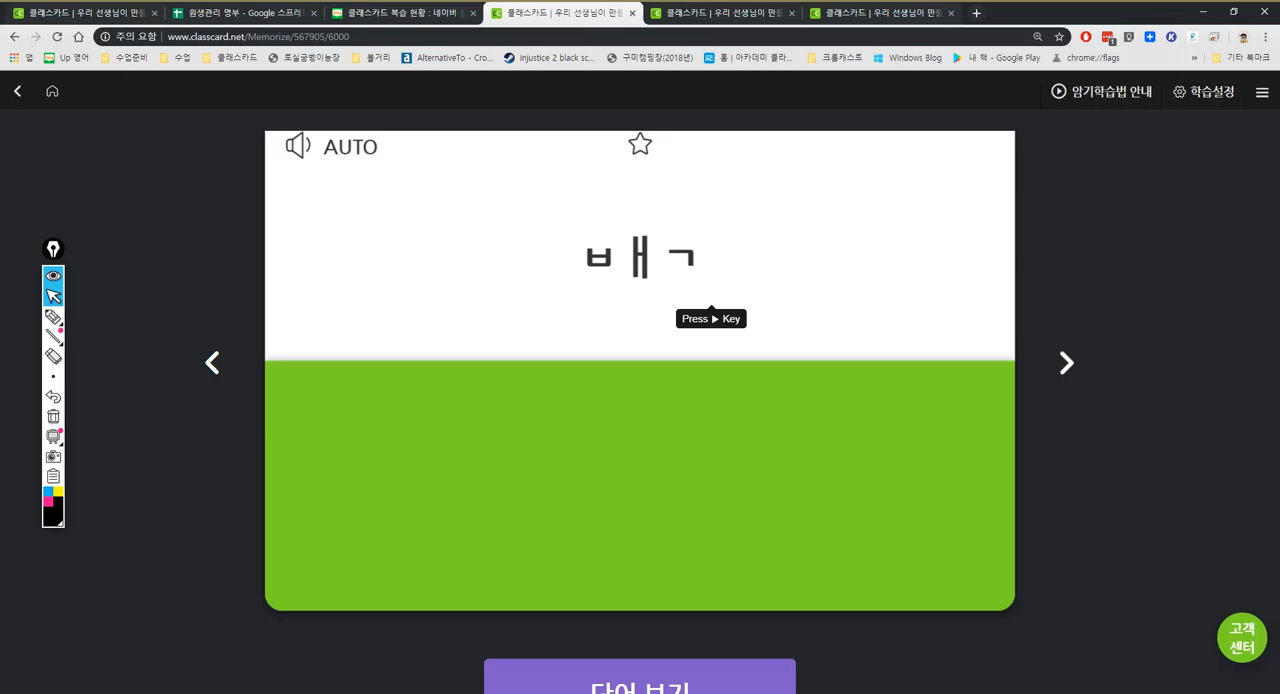 클래스카드 | 우리 선생님이 만든
원생관리 명부 - Google 스프레
클래스카드 복습 현황 : 네이버
클래스카드 | 우리 선생님이 만든
클래스카드 | 우리 선생님이 만든
클래스카드 | 우리 선생님이 만든
주의 요함 | www.classcard.net/Memorize/567905/6000
앱
Up 영어
수업준비
수업
클래스카드
토실공벵이농장
볼거리
AlternativeTo - Cro...
Injustice 2 black sc...
구미캠핑장(2018년)
홈 | 아카데미 클라...
크롬캐스트
Windows Blog
내 책 - Google Play
chrome://flags
»
기타 북마크
암기학습법 안내
학습설정
AUTO
ㅂ ㅐ ㄱ
Press ▶ Key
단어 보기
고객
센터